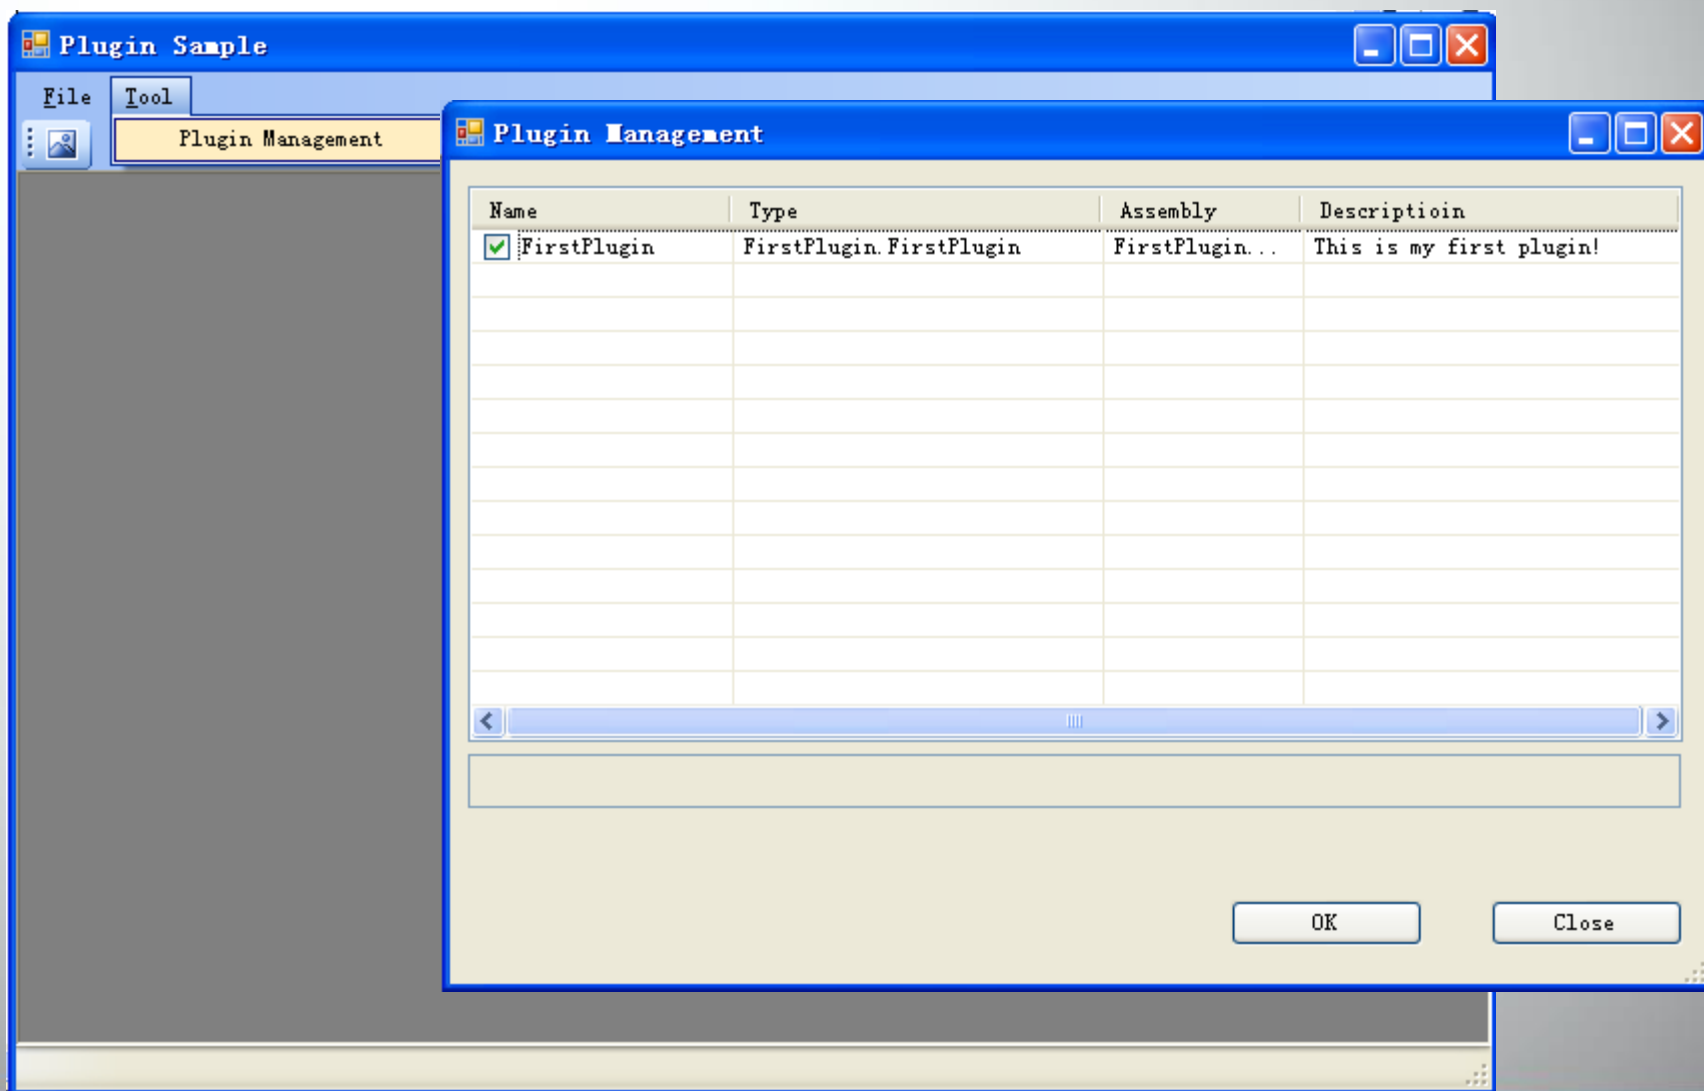 Plugin Sample
File Tool
Plugin Management
Plugin Management
Name Type Assembly Descriptioin
FirstPlugin FirstPlugin.FirstPlugin FirstPlugin... This is my first plugin!
OK Close